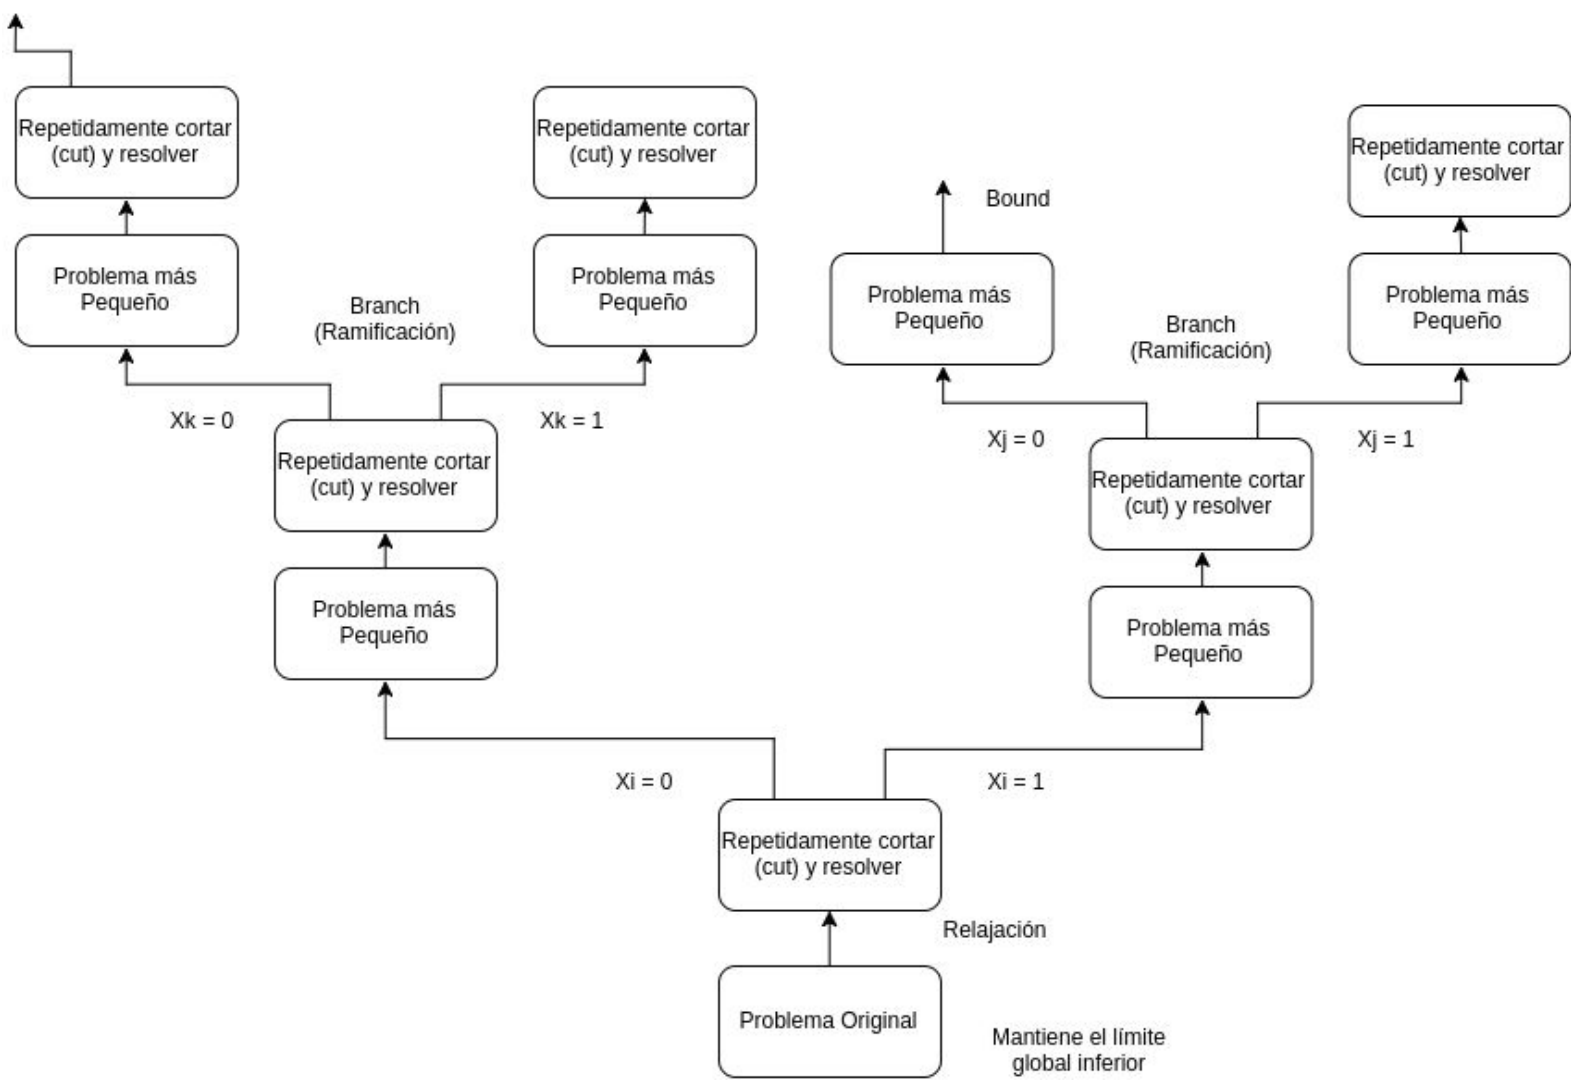 Repetidamente cortar
(cut) y resolver
Repetidamente cortar
(cut) y resolver
Repetidamente cortar
(cut) y resolver
Bound
Problema más
Pequeño
Problema más
Pequeño
Problema más
Pequeño
Problema más
Pequeño
Branch
(Ramificación)
Branch
(Ramificación)
Xk = 0
Xk = 1
Xj = 0
Xj = 1
Repetidamente cortar
(cut) y resolver
Repetidamente cortar
(cut) y resolver
Problema más
Pequeño
Problema más
Pequeño
Xi = 0
Xi = 1
Repetidamente cortar
(cut) y resolver
Relajación
Problema Original
Mantiene el límite
global inferior